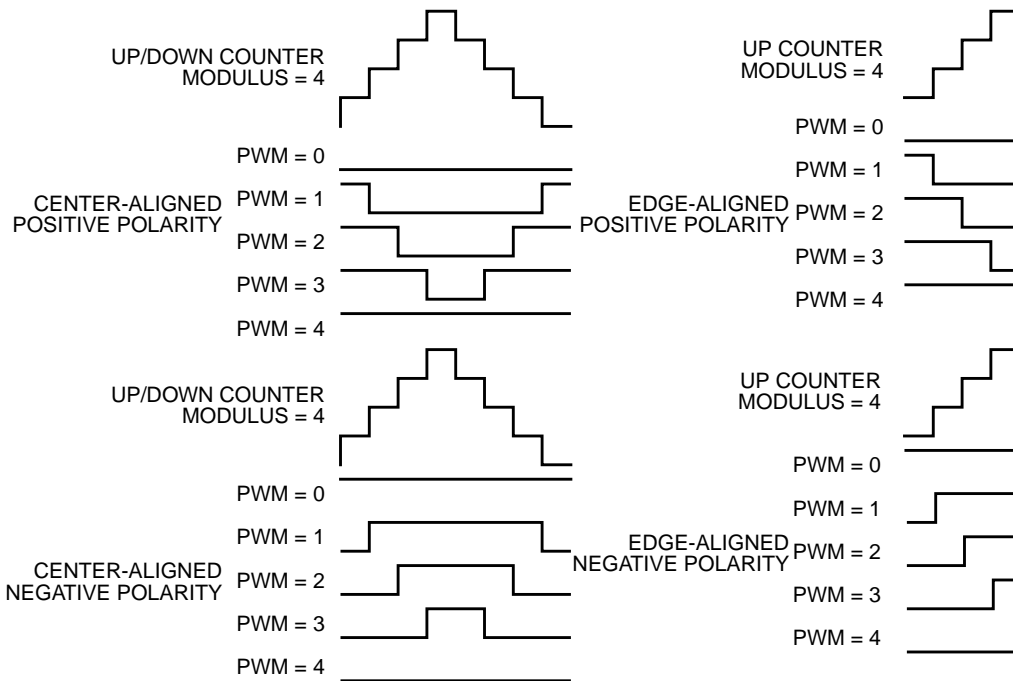 UP/DOWN COUNTER
MODULUS = 4
PWM = 0
CENTER-ALIGNED
POSITIVE POLARITY
PWM = 1
PWM = 2
PWM = 3
PWM = 4
UP COUNTER
MODULUS = 4
PWM = 0
PWM = 1
EDGE-ALIGNED
POSITIVE POLARITY
PWM = 2
PWM = 3
PWM = 4
UP/DOWN COUNTER
MODULUS = 4
PWM = 0
PWM = 1
CENTER-ALIGNED
NEGATIVE POLARITY
PWM = 2
PWM = 3
PWM = 4
UP COUNTER
MODULUS = 4
PWM = 0
PWM = 1
EDGE-ALIGNED
NEGATIVE POLARITY
PWM = 2
PWM = 3
PWM = 4